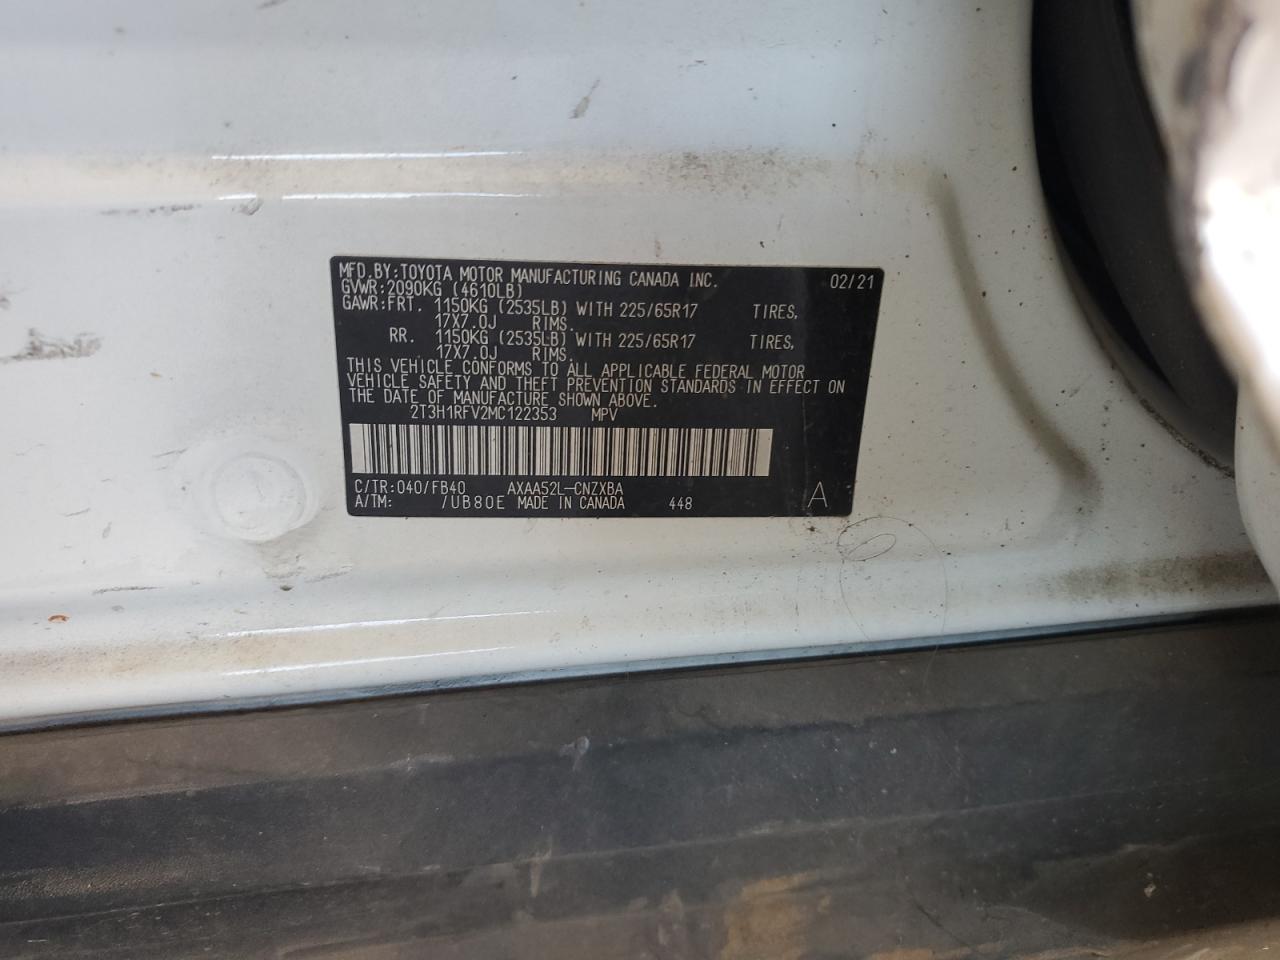 MFD.BY:TOYOTA MOTOR MANUFACTURING CANADA INC. 02/21
GVWR:2090KG (4610LB)
GAWR:FRT. 1150KG (2535LB) WITH 225/65R17 TIRES,
17X7.0J RIMS.
RR. 1150KG (2535LB) WITH 225/65R17 TIRES,
17X7.0J RIMS.
THIS VEHICLE CONFORMS TO ALL APPLICABLE FEDERAL MOTOR
VEHICLE SAFETY AND THEFT PREVENTION STANDARDS IN EFFECT ON
THE DATE OF MANUFACTURE SHOWN ABOVE.
2T3H1RFV2MC122353 MPV
C/TR:040/FB40 AXAA52L-CNZXBA
A/TM: /UB80E MADE IN CANADA 448 A